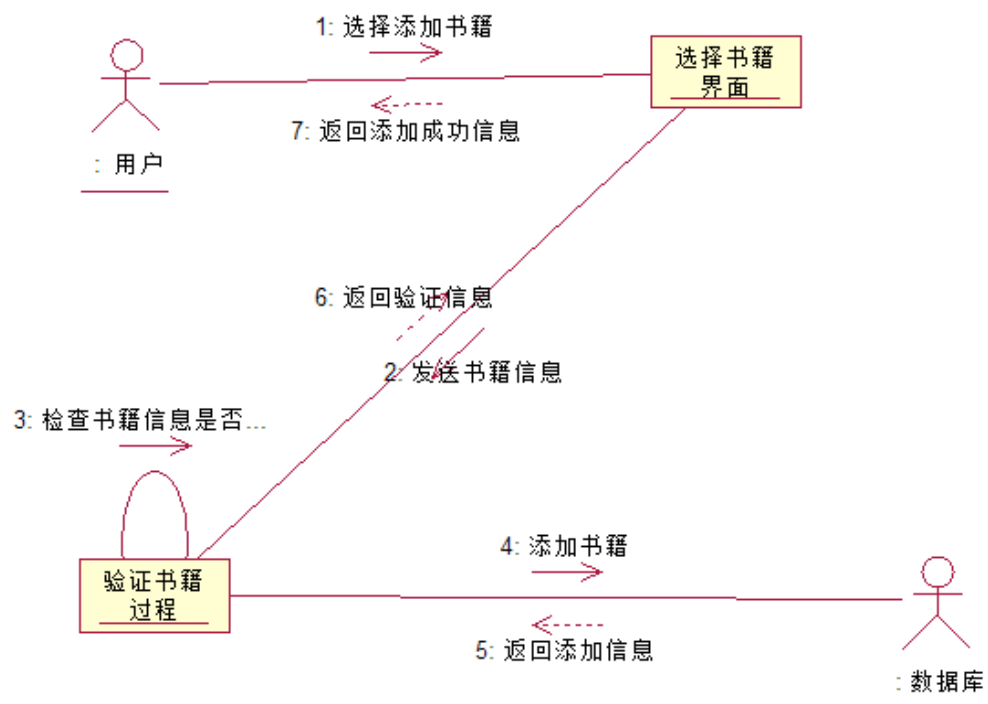 1: 选择添加书籍
选择书籍
界面
7: 返回添加成功信息
: 用户
6: 返回验证信息
2: 发送书籍信息
3: 检查书籍信息是否...
4: 添加书籍
验证书籍
过程
5: 返回添加信息
: 数据库